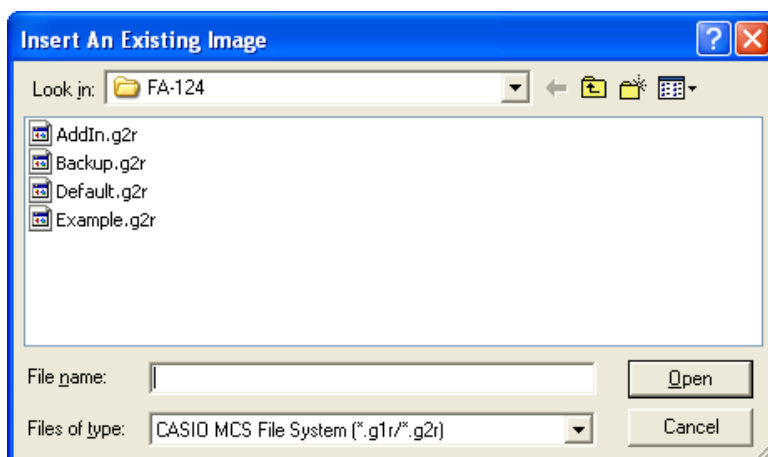 Insert An Existing Image
Look in: FA-124
AddIn.g2r
Backup.g2r
Default.g2r
Example.g2r
File name: Open
Files of type: CASIO MCS File System (*.g1r/*.g2r) Cancel